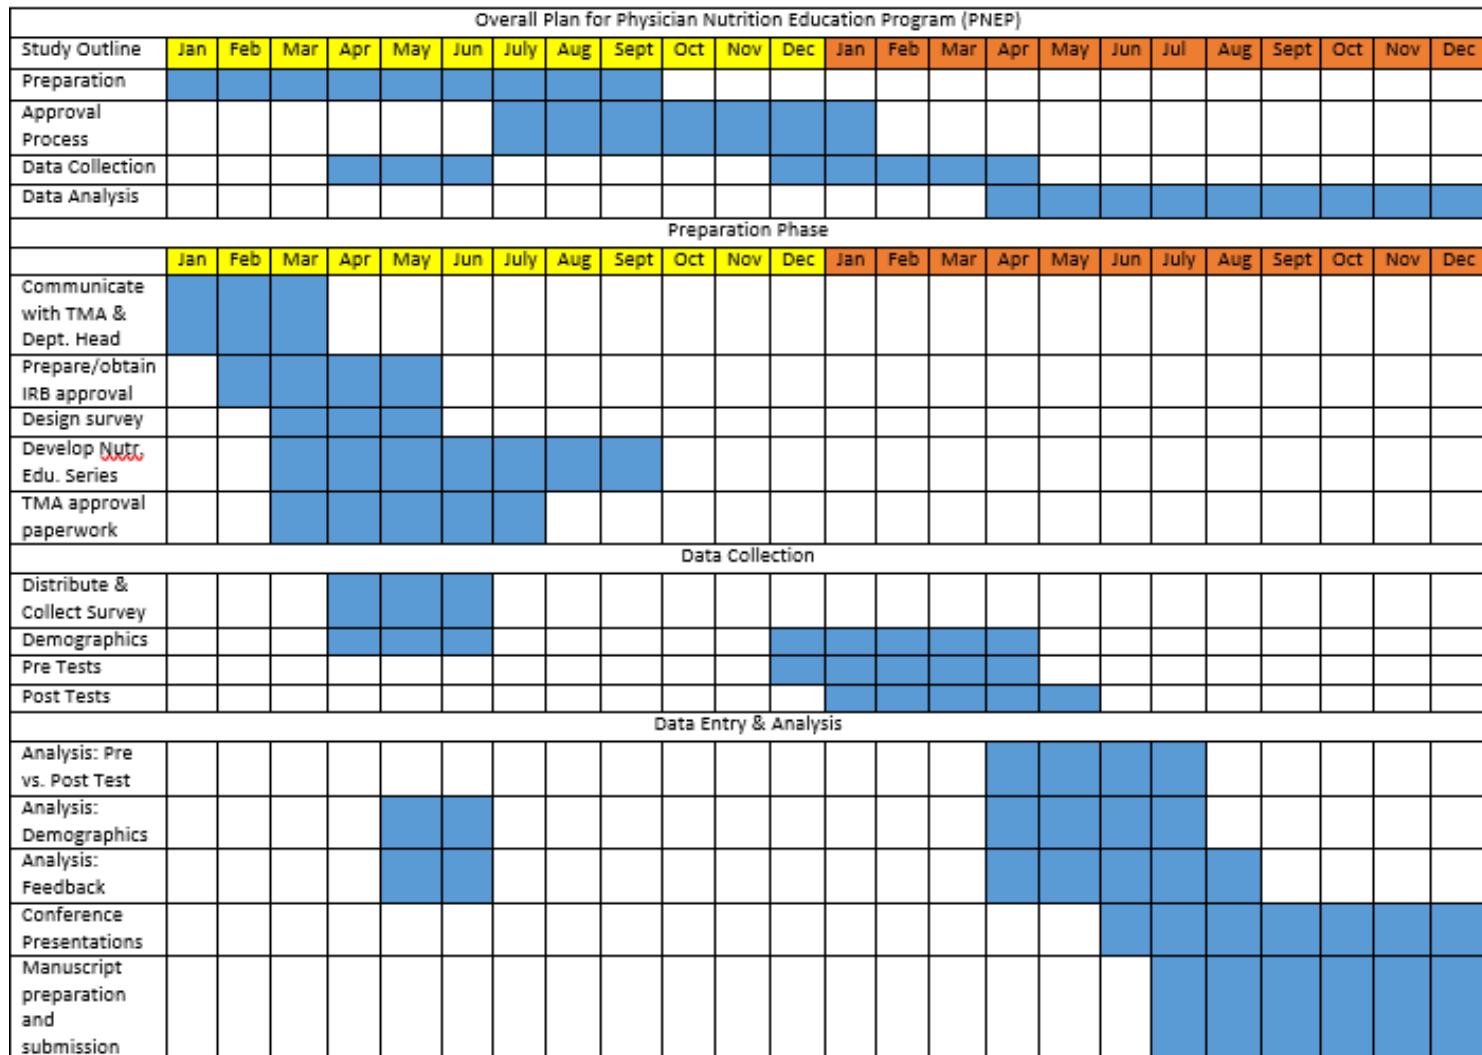 Overall Plan for Physician Nutrition Education Program (PNEP)
Study Outline Jan Feb Mar Apr May Jun July Aug Sept Oct Nov Dec Jan Feb Mar Apr May Jun Jul Aug Sept Oct Nov Dec
Preparation
Approval
Process
Data Collection
Data Analysis
Preparation Phase
Jan Feb Mar Apr May Jun July Aug Sept Oct Nov Dec Jan Feb Mar Apr May Jun July Aug Sept Oct Nov Dec
Communicate
with TMA &
Dept. Head
Prepare/obtain
IRB approval
Design survey
Develop Nutr.
Edu. Series
TMA approval
paperwork
Data Collection
Distribute &
Collect Survey
Demographics
Pre Tests
Post Tests
Data Entry & Analysis
Analysis: Pre
vs. Post Test
Analysis:
Demographics
Analysis:
Feedback
Conference
Presentations
Manuscript
preparation
and
submission